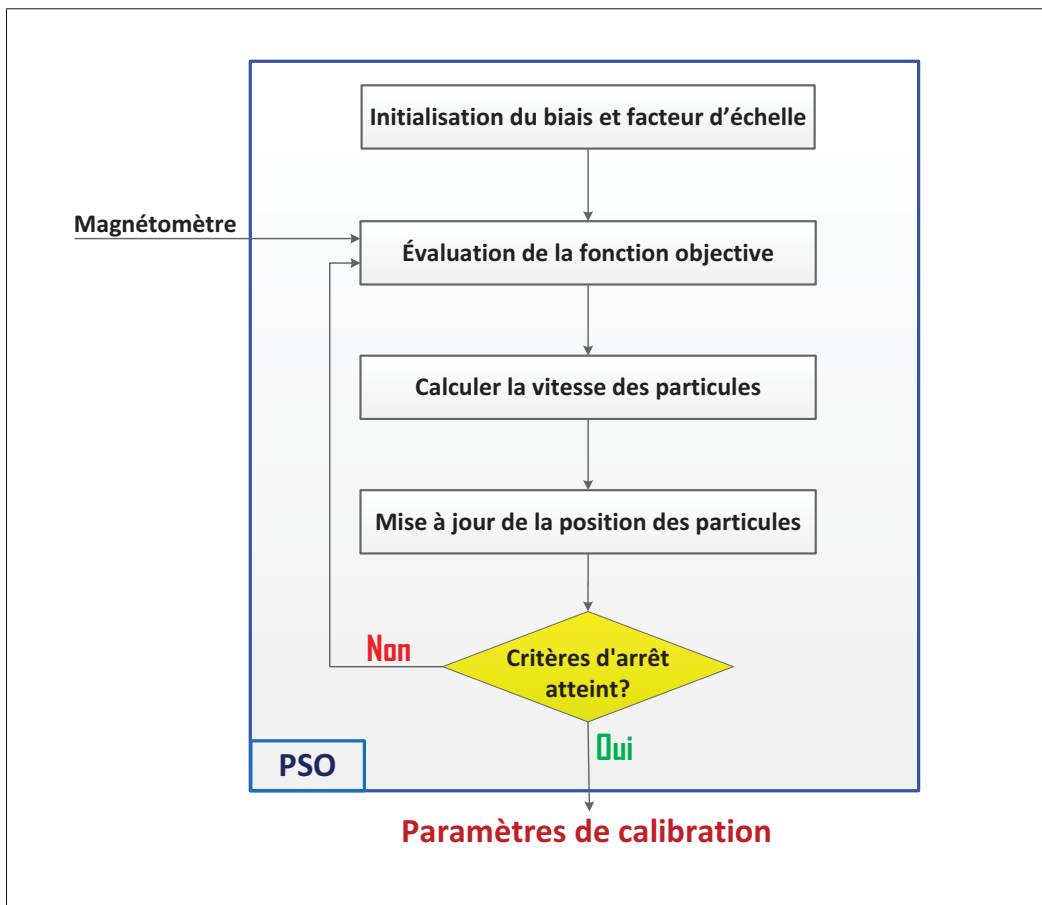 Initialisation du biais et facteur d’échelle
Magnétomètre
Évaluation de la fonction objective
Calculer la vitesse des particules
Mise à jour de la position des particules
Non
Critères d'arrêt
atteint?
Oui
PSO
Paramètres de calibration